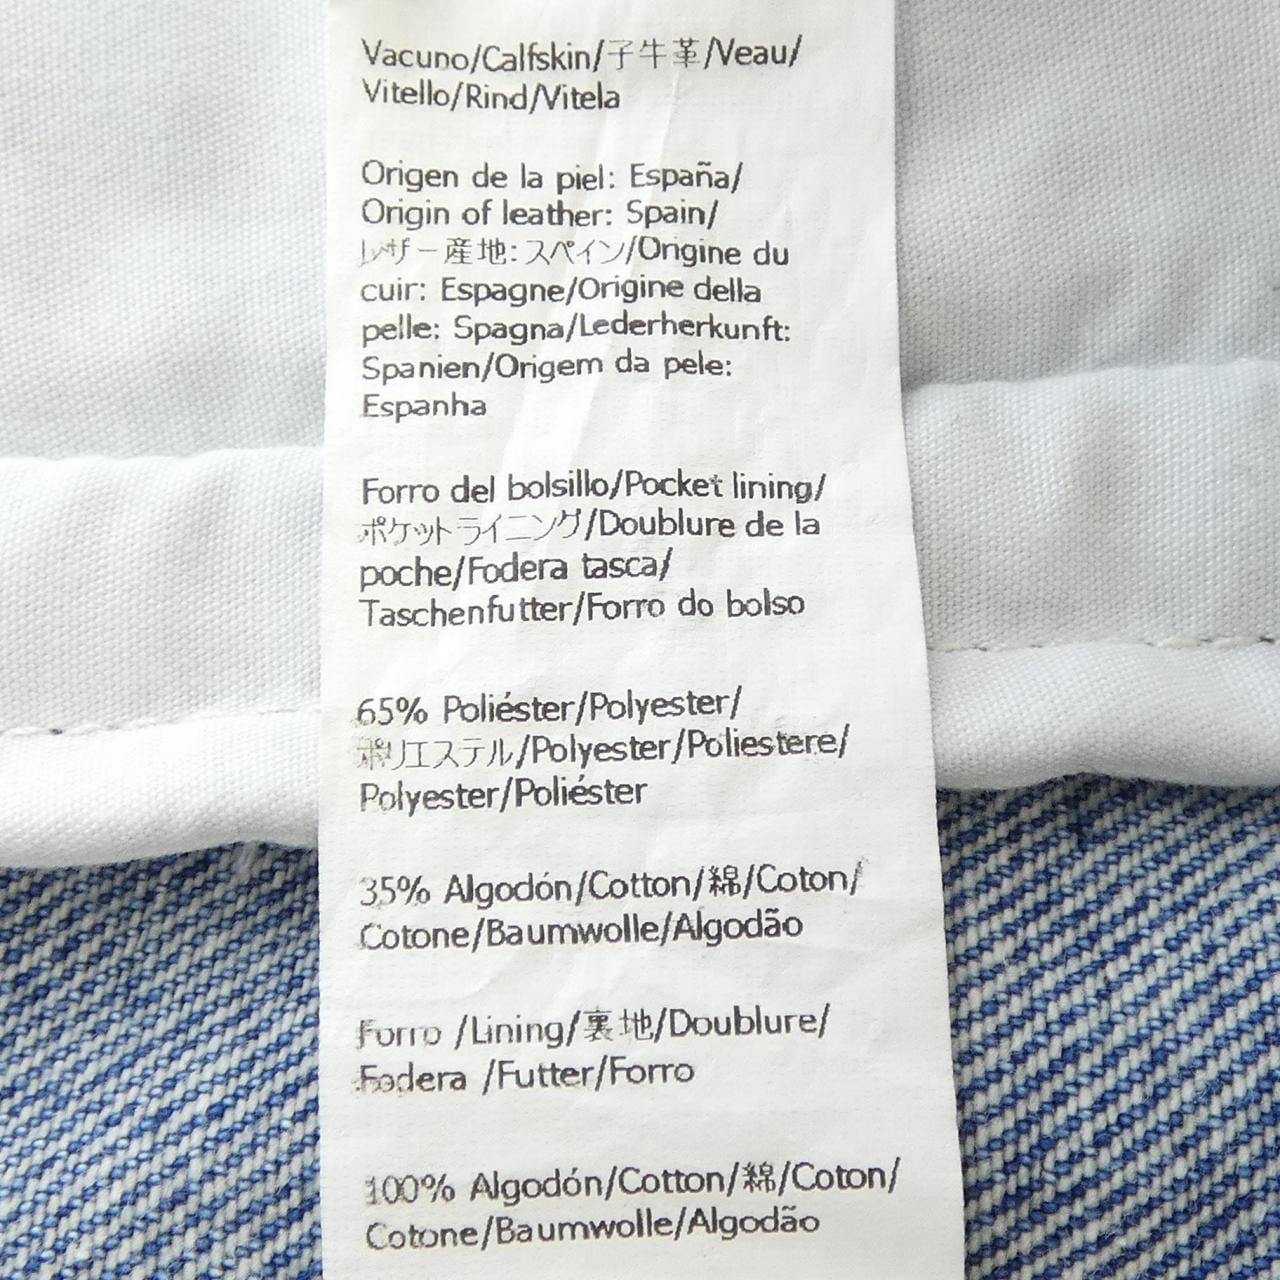 Vacuno/Calfskin/子牛革/Veau/
Vitello/Rind/Vitela
Origen de la piel: España/
Origin of leather: Spain/
レザー産地:スペイン/Origine du
cuir: Espagne/Origine della
pelle: Spagna/Lederherkunft:
Spanien/Origem da pele:
Espanha
Forro del bolsillo/Pocket lining/
ポケットライニング/Doublure de la
poche/Fodera tasca/
Taschenfutter/Forro do bolso
65% Poliéster/Polyester/
ポリエステル/Polyester/Poliestere/
Polyester/Poliéster
35% Algodón/Cotton/綿/Coton/
Cotone/Baumwolle/Algodão
Forro /Lining/裏地/Doublure/
Fodera /Futter/Forro
100% Algodón/Cotton/綿/Coton/
Cotone/Baumwolle/Algodão